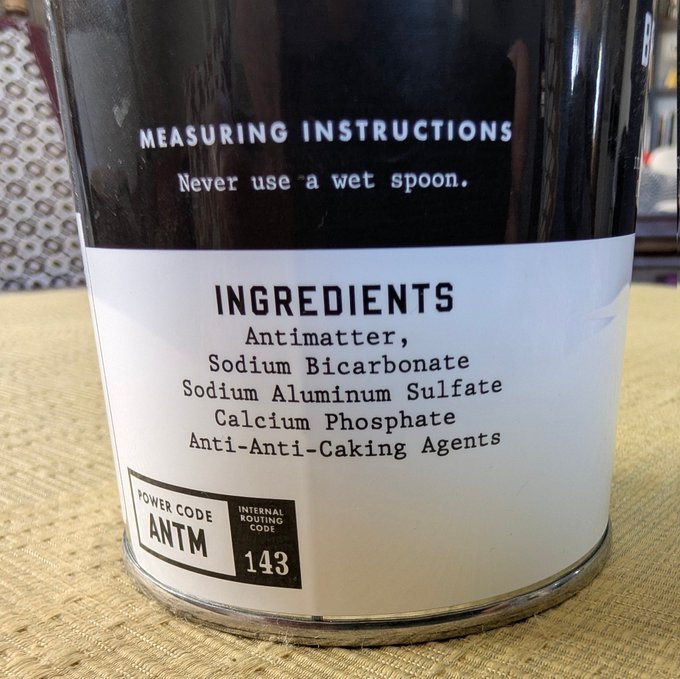 MEASURING INSTRUCTIONS
Never use a wet spoon.
INGREDIENTS
Antimatter,
Sodium Bicarbonate
Sodium Aluminum Sulfate
Calcium Phosphate
Anti-Anti-Caking Agents
POWER CODE
ANTM
INTERNAL
ROUTING
CODE
143